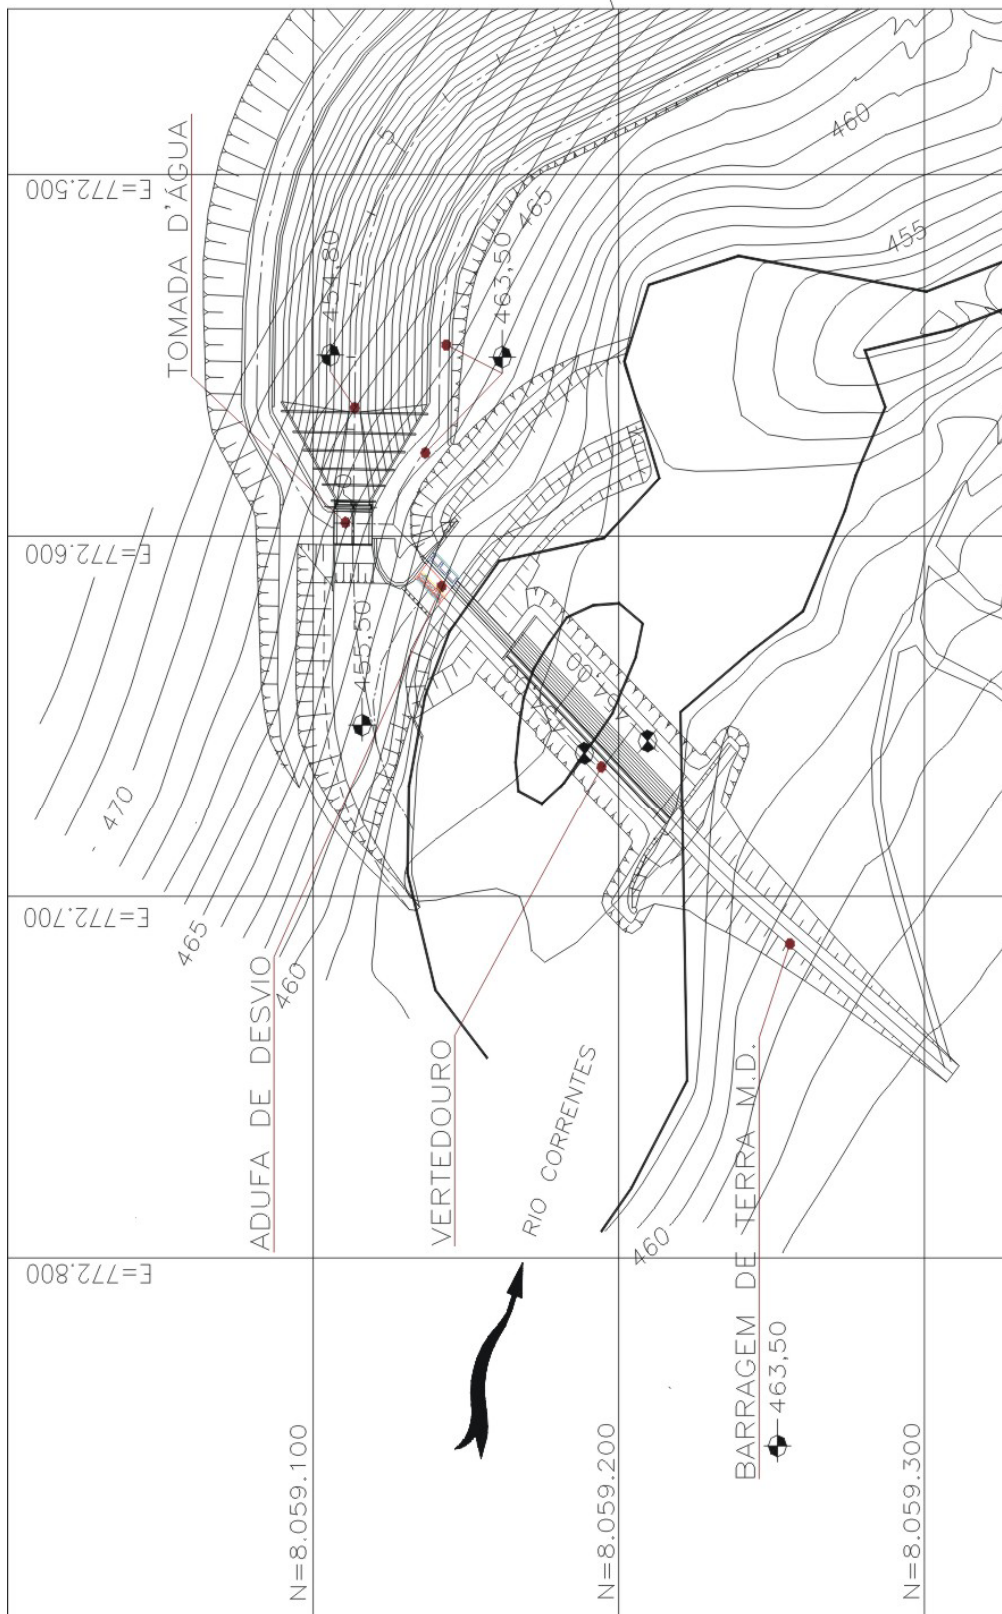 TOMADA D'ÁGUA
E=772.500
454,80
463,50
460
465
455
E=772.600
455,50
470
465
460
E=772.700
ADUFA DE DESVIO
VERTEDOURO
RIO CORRENTES
BARRAGEM DE TERRA M.D.
463,50
460
E=772.800
N=8.059.100
N=8.059.200
N=8.059.300